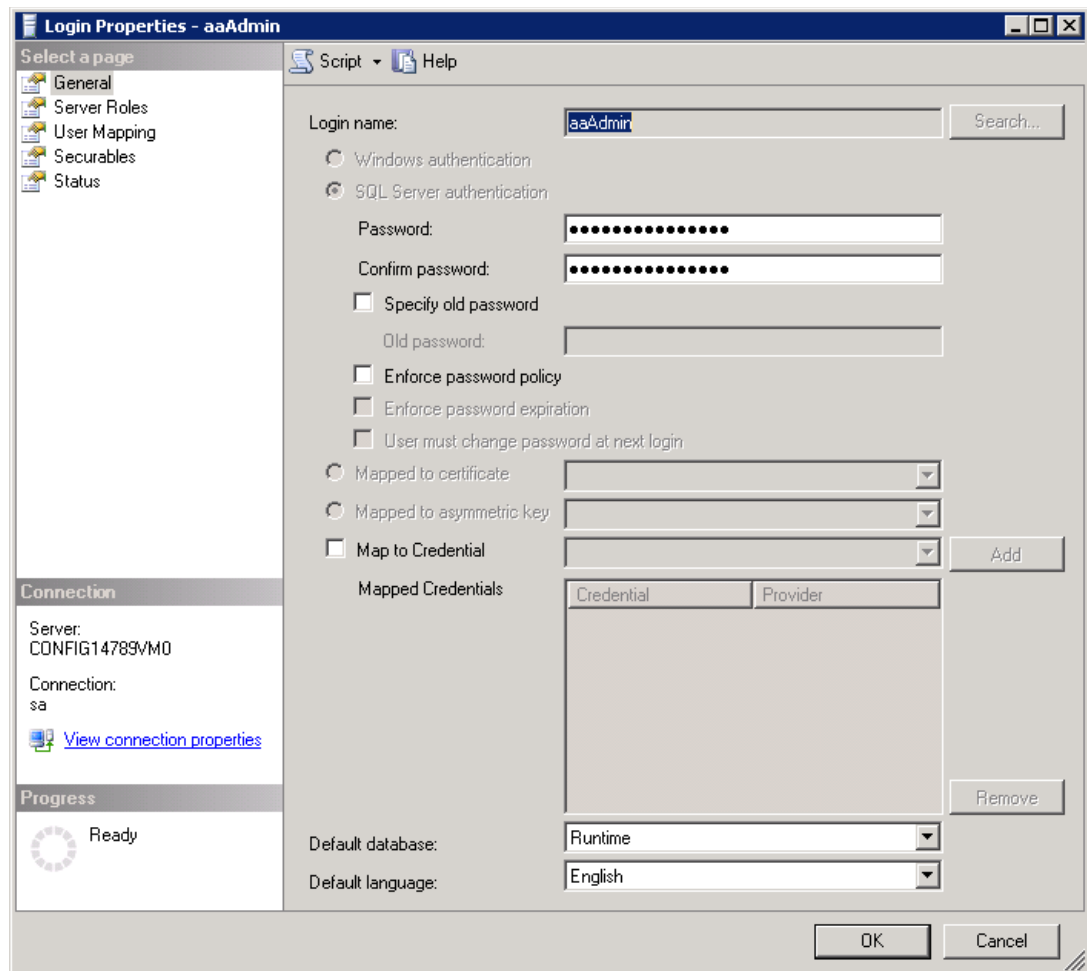 Login Properties - aaAdmin
Select a page
General
Server Roles
User Mapping
Securables
Status
Script Help
Login name: aaAdmin Search...
Windows authentication
SQL Server authentication
Password: ●●●●●●●●●●●●●●●
Confirm password: ●●●●●●●●●●●●●●●
Specify old password
Old password:
Enforce password policy
Enforce password expiration
User must change password at next login
Mapped to certificate
Mapped to asymmetric key
Map to Credential Add
Mapped Credentials Credential Provider
Remove
Default database: Runtime
Default language: English
Connection
Server:
CONFIG14789VM0
Connection:
sa
View connection properties
Progress
Ready
OK Cancel